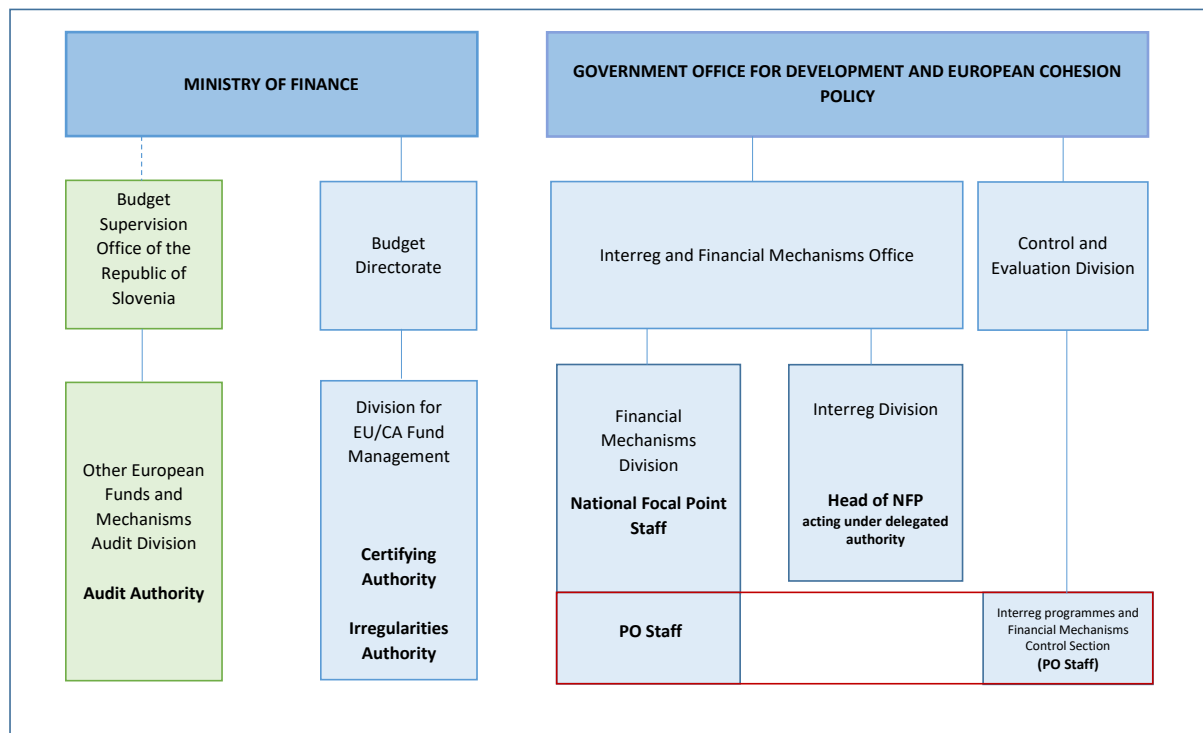 MINISTRY OF FINANCE
GOVERNMENT OFFICE FOR DEVELOPMENT AND EUROPEAN COHESION
POLICY
Budget
Supervision
Office of the
Republic of
Slovenia
Budget
Directorate
Interreg and Financial Mechanisms Office
Control and
Evaluation Division
Other European
Funds and
Mechanisms
Audit Division
Audit Authority
Division for
EU/CA Fund
Management
Certifying
Authority
Irregularities
Authority
Financial
Mechanisms
Division
National Focal Point
Staff
PO Staff
Interreg Division
Head of NFP
acting under delegated
authority
Interreg programmes and
Financial Mechanisms
Control Section
(PO Staff)